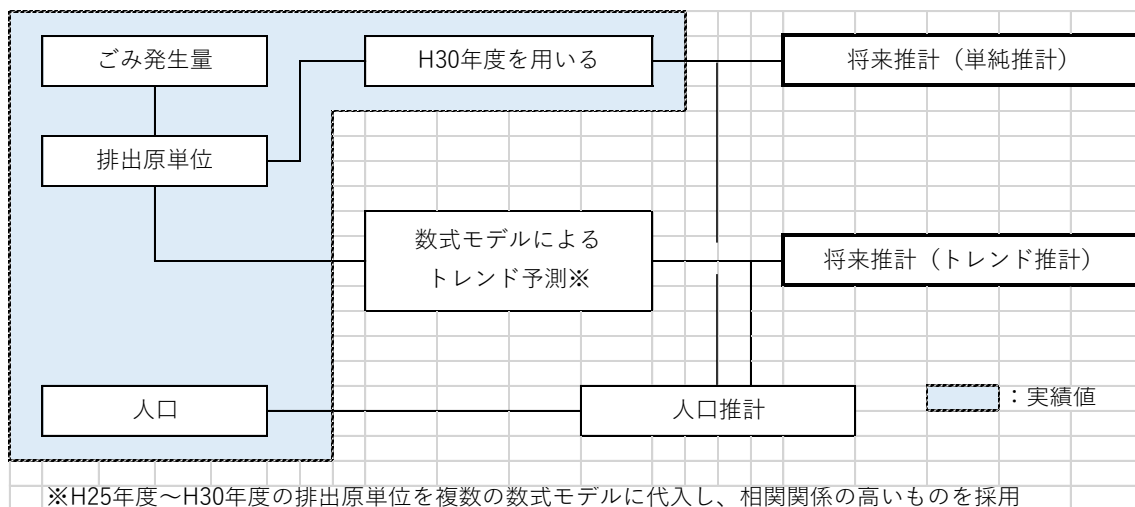 ごみ発生量
H30年度を用いる
将来推計（単純推計）
排出原単位
数式モデルによる
トレンド予測※
将来推計（トレンド推計）
人口
人口推計
：実績値
※H25年度～H30年度の排出原単位を複数の数式モデルに代入し、相関関係の高いものを採用